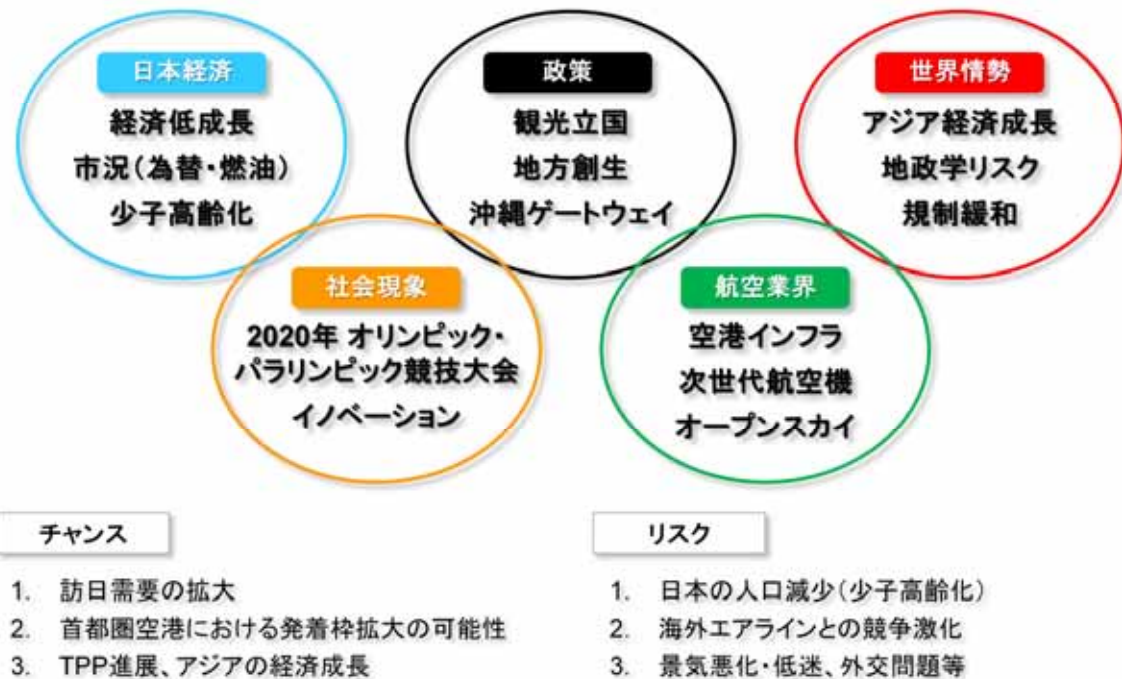 日本経済
経済低成長
市況（為替・燃油）
少子高齢化
政策
観光立国
地方創生
沖縄ゲートウェイ
世界情勢
アジア経済成長
地政学リスク
規制緩和
社会現象
2020年 オリンピック・
パラリンピック競技大会
イノベーション
航空業界
空港インフラ
次世代航空機
オープンスカイ
チャンス
1. 訪日需要の拡大
2. 首都圏空港における発着枠拡大の可能性
3. TPP進展、アジアの経済成長
リスク
1. 日本の人口減少（少子高齢化）
2. 海外エアラインとの競争激化
3. 景気悪化・低迷、外交問題等